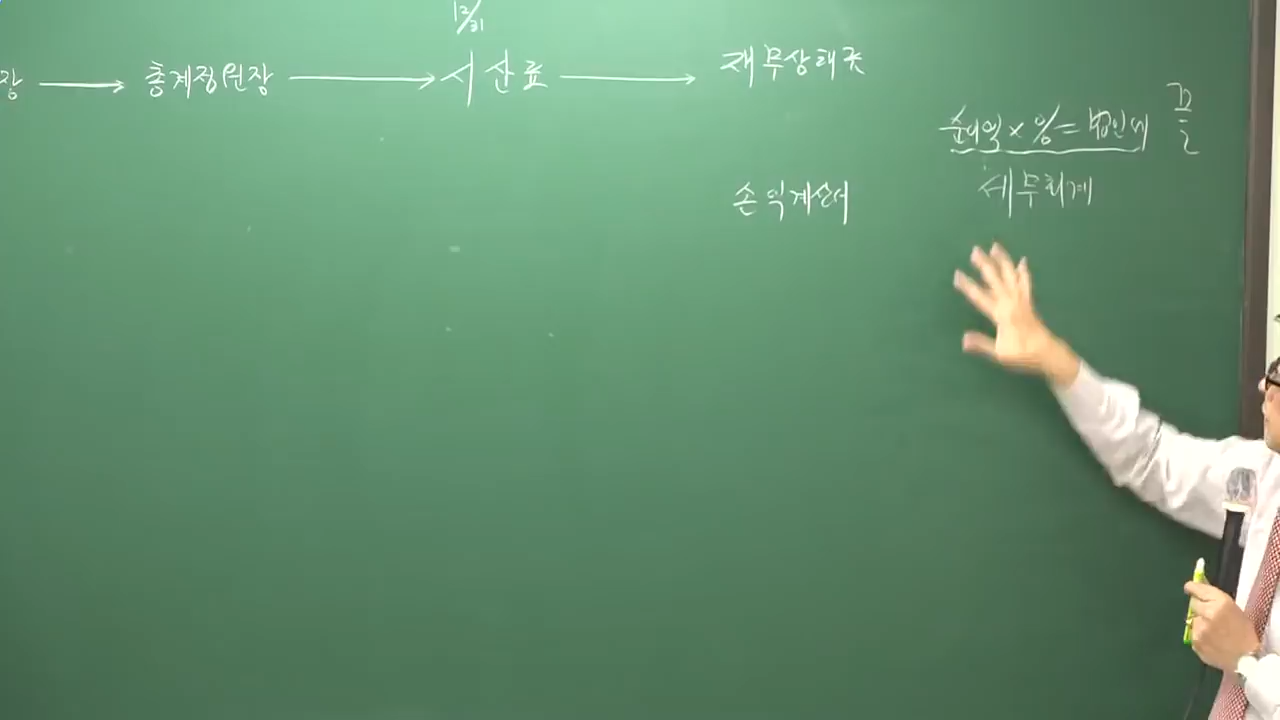 12/31
장 → 총계정원장 → 시산표 → 재무상태표
순이익 × % = 법인세
손익계산서
세무회계